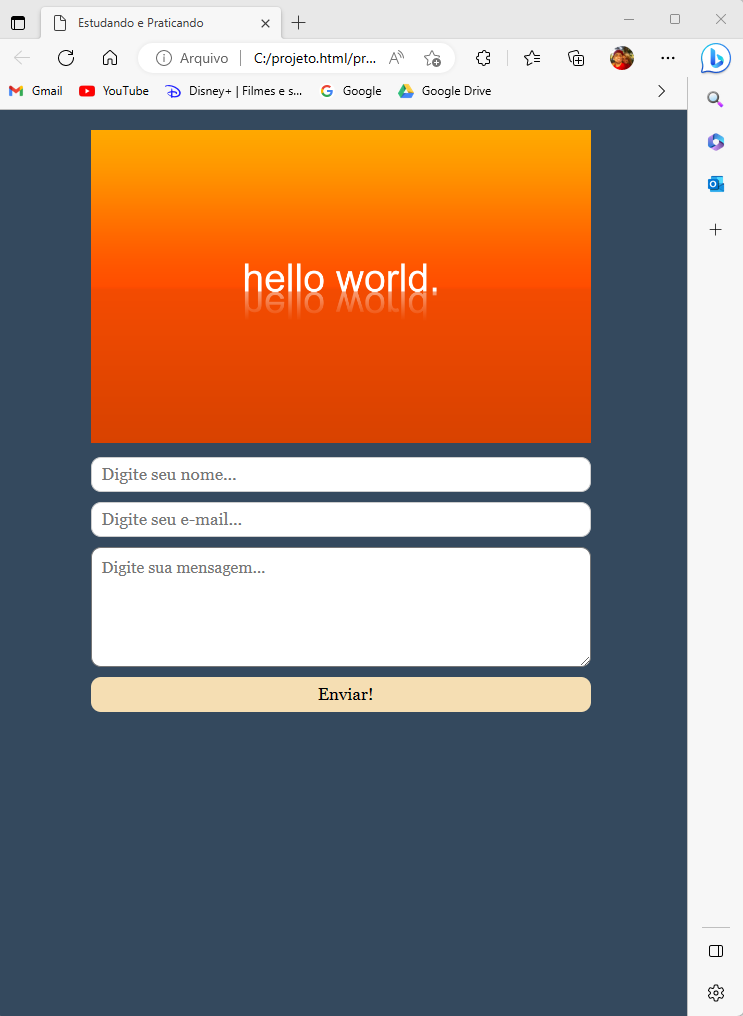 Estudando e Praticando
Arquivo C:/projeto.html/pr...
Gmail YouTube Disney+ | Filmes e s... Google Google Drive
hello world.
Digite seu nome...
Digite seu e-mail...
Digite sua mensagem...
Enviar!